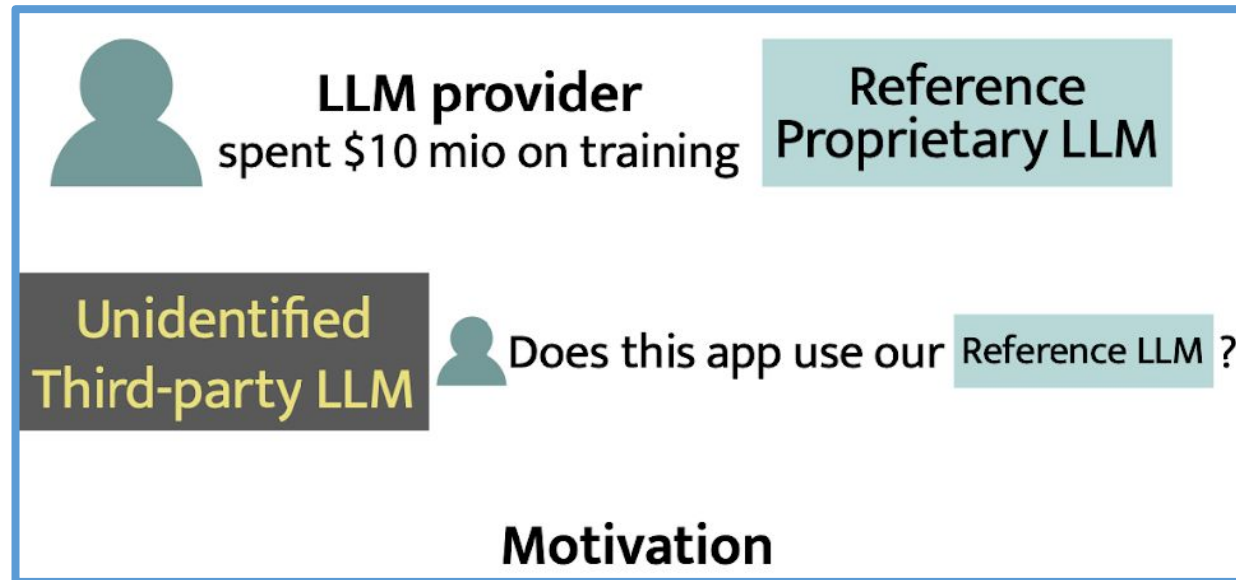 LLM provider
spent $10 mio on training
Reference
Proprietary LLM
Unidentified
Third-party LLM
Does this app use our Reference LLM ?
Motivation